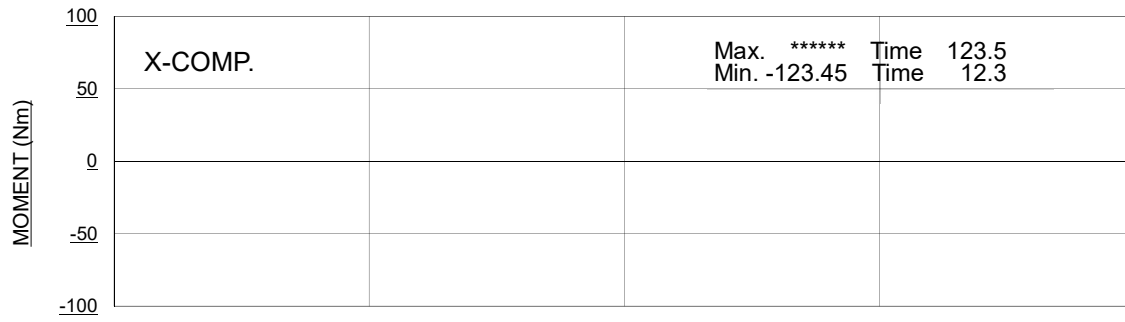 100
X-COMP.
Max. ****** Time 123.5
Min. -123.45 Time 12.3
50
MOMENT (Nm)
0
-50
-100